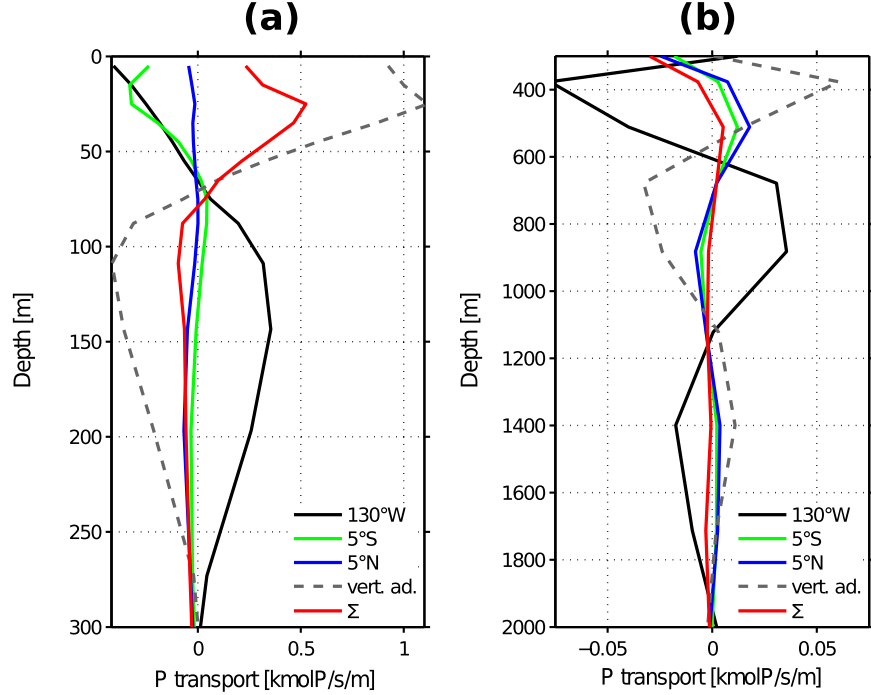 (a)
0
50
100
150
200
250
300
Depth [m]
0
0.5
1
P transport [kmolP/s/m]
130°W
5°S
5°N
vert. ad.
Σ
(b)
400
600
800
1000
1200
1400
1600
1800
2000
Depth [m]
−0.05
0
0.05
P transport [kmolP/s/m]
130°W
5°S
5°N
vert. ad.
Σ